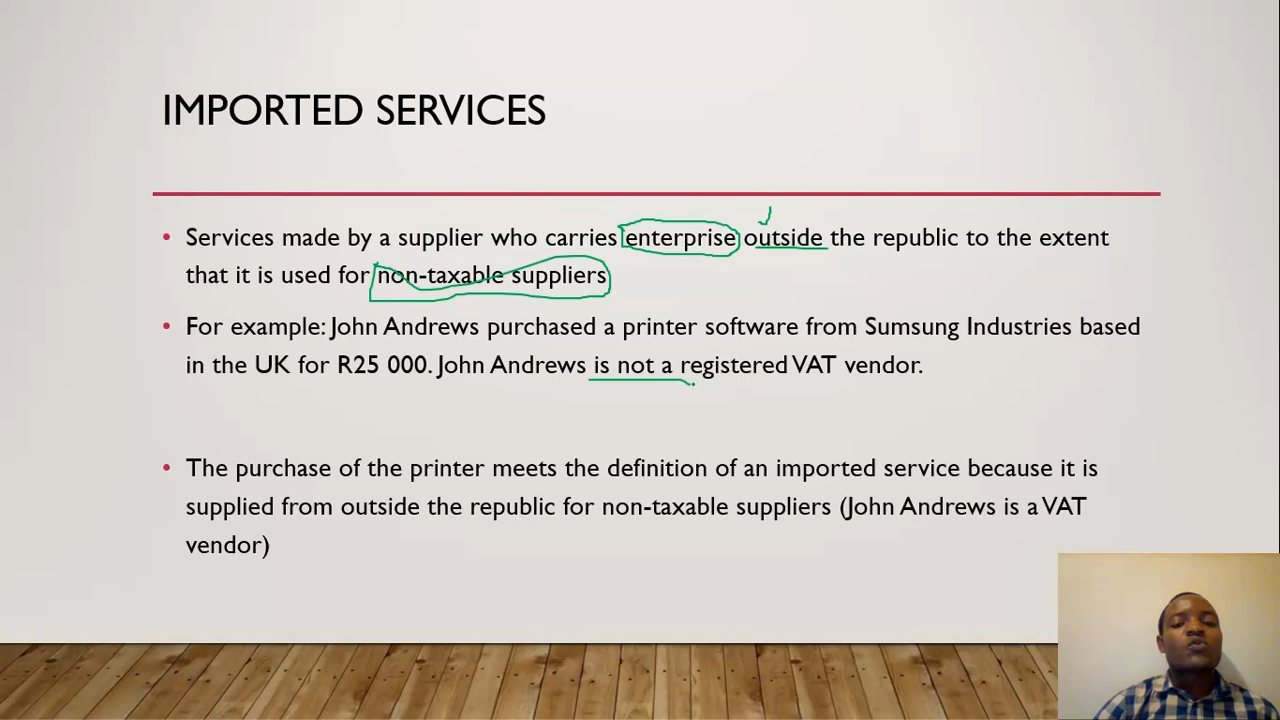 IMPORTED SERVICES
• Services made by a supplier who carries enterprise outside the republic to the extent
that it is used for non-taxable suppliers
• For example: John Andrews purchased a printer software from Sumsung Industries based
in the UK for R25 000. John Andrews is not a registered VAT vendor.
• The purchase of the printer meets the definition of an imported service because it is
supplied from outside the republic for non-taxable suppliers (John Andrews is a VAT
vendor)